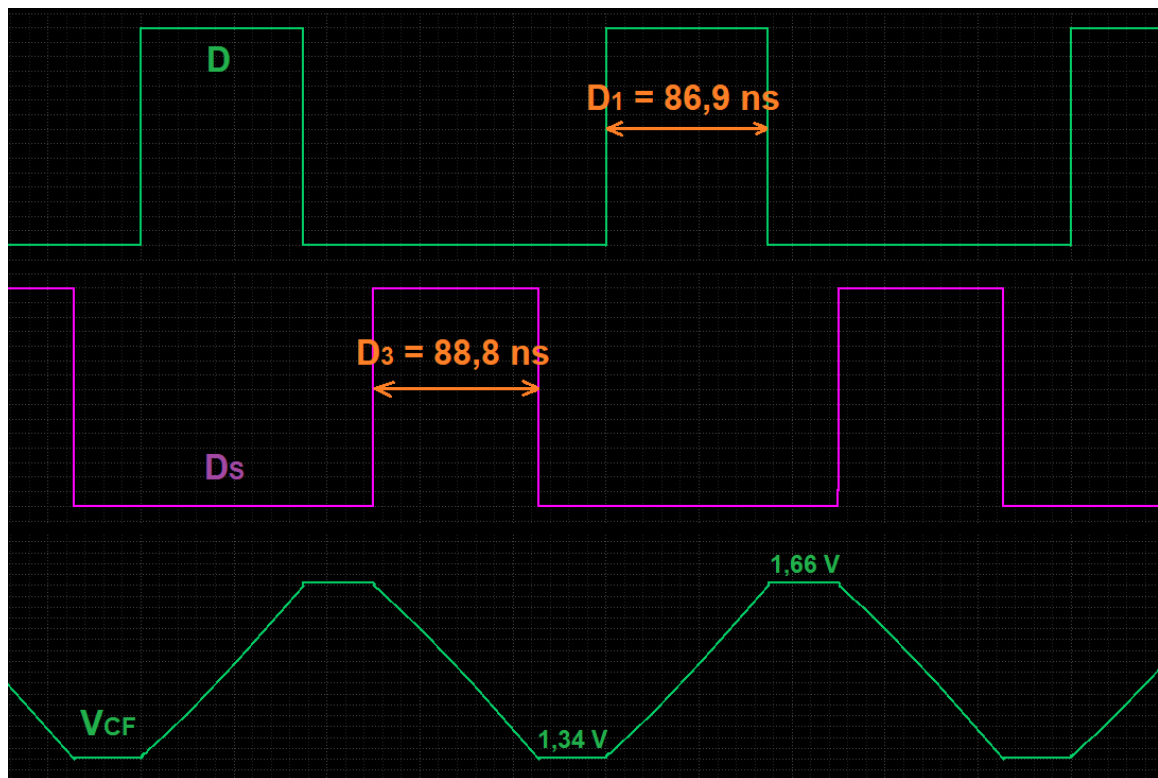 D
D1 = 86,9 ns
D3 = 88,8 ns
Ds
1,66 V
VCF
1,34 V